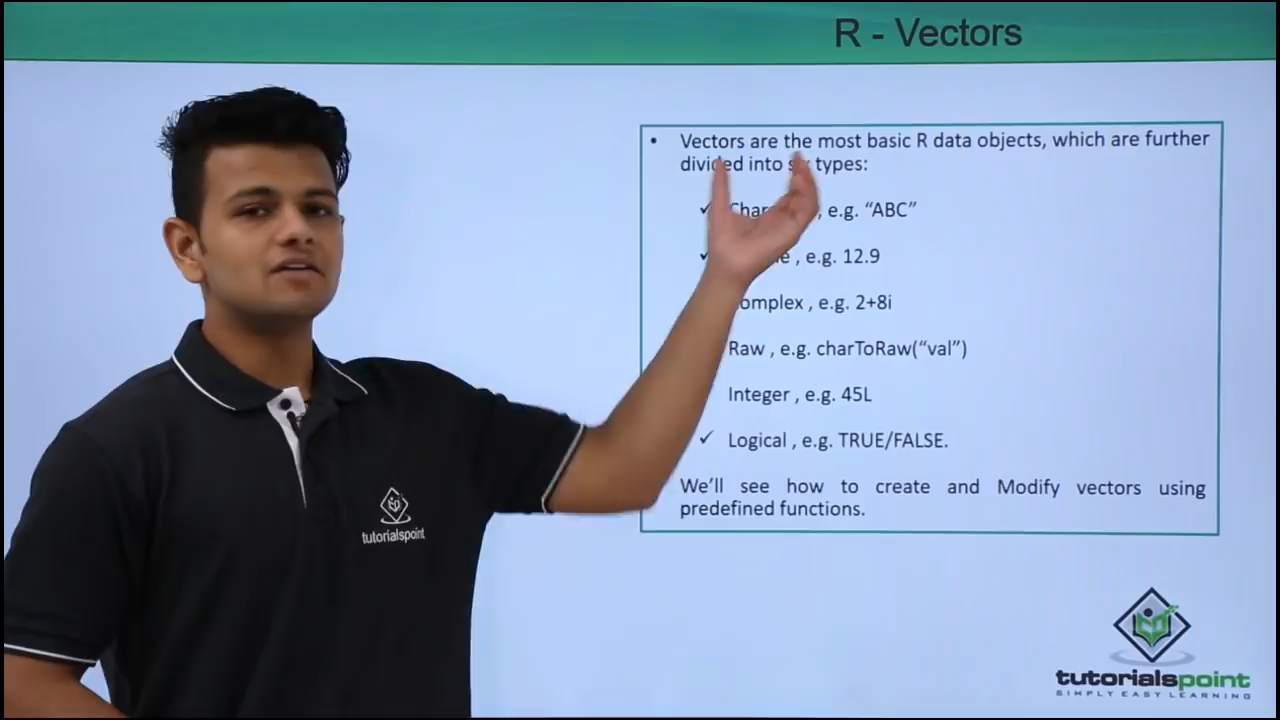 R - Vectors
• Vectors are the most basic R data objects, which are further
divided into types:
✓ , e.g. “ABC”
✓ , e.g. 12.9
omplex , e.g. 2+8i
Raw , e.g. charToRaw(“val”)
Integer , e.g. 45L
✓ Logical , e.g. TRUE/FALSE.
We’ll see how to create and Modify vectors using
predefined functions.
tutorialspoint
tutorialspoint
SIMPLY EASY LEARNING